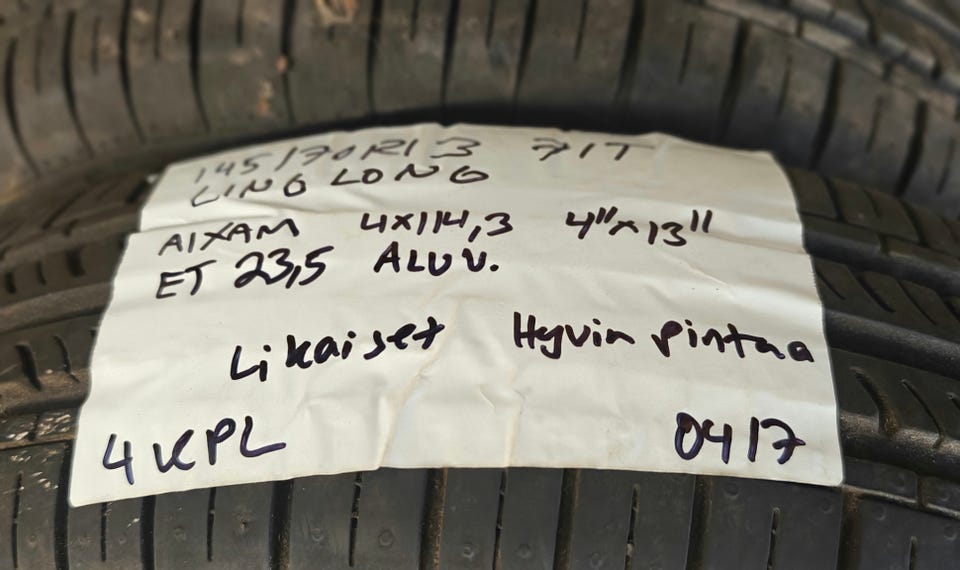 145/70R13 71T
LING LONG
AIXAM 4x114,3 4"x13"
ET 23,5 ALUV.
Likaiset Hyvin pintaa
4 KPL 0417